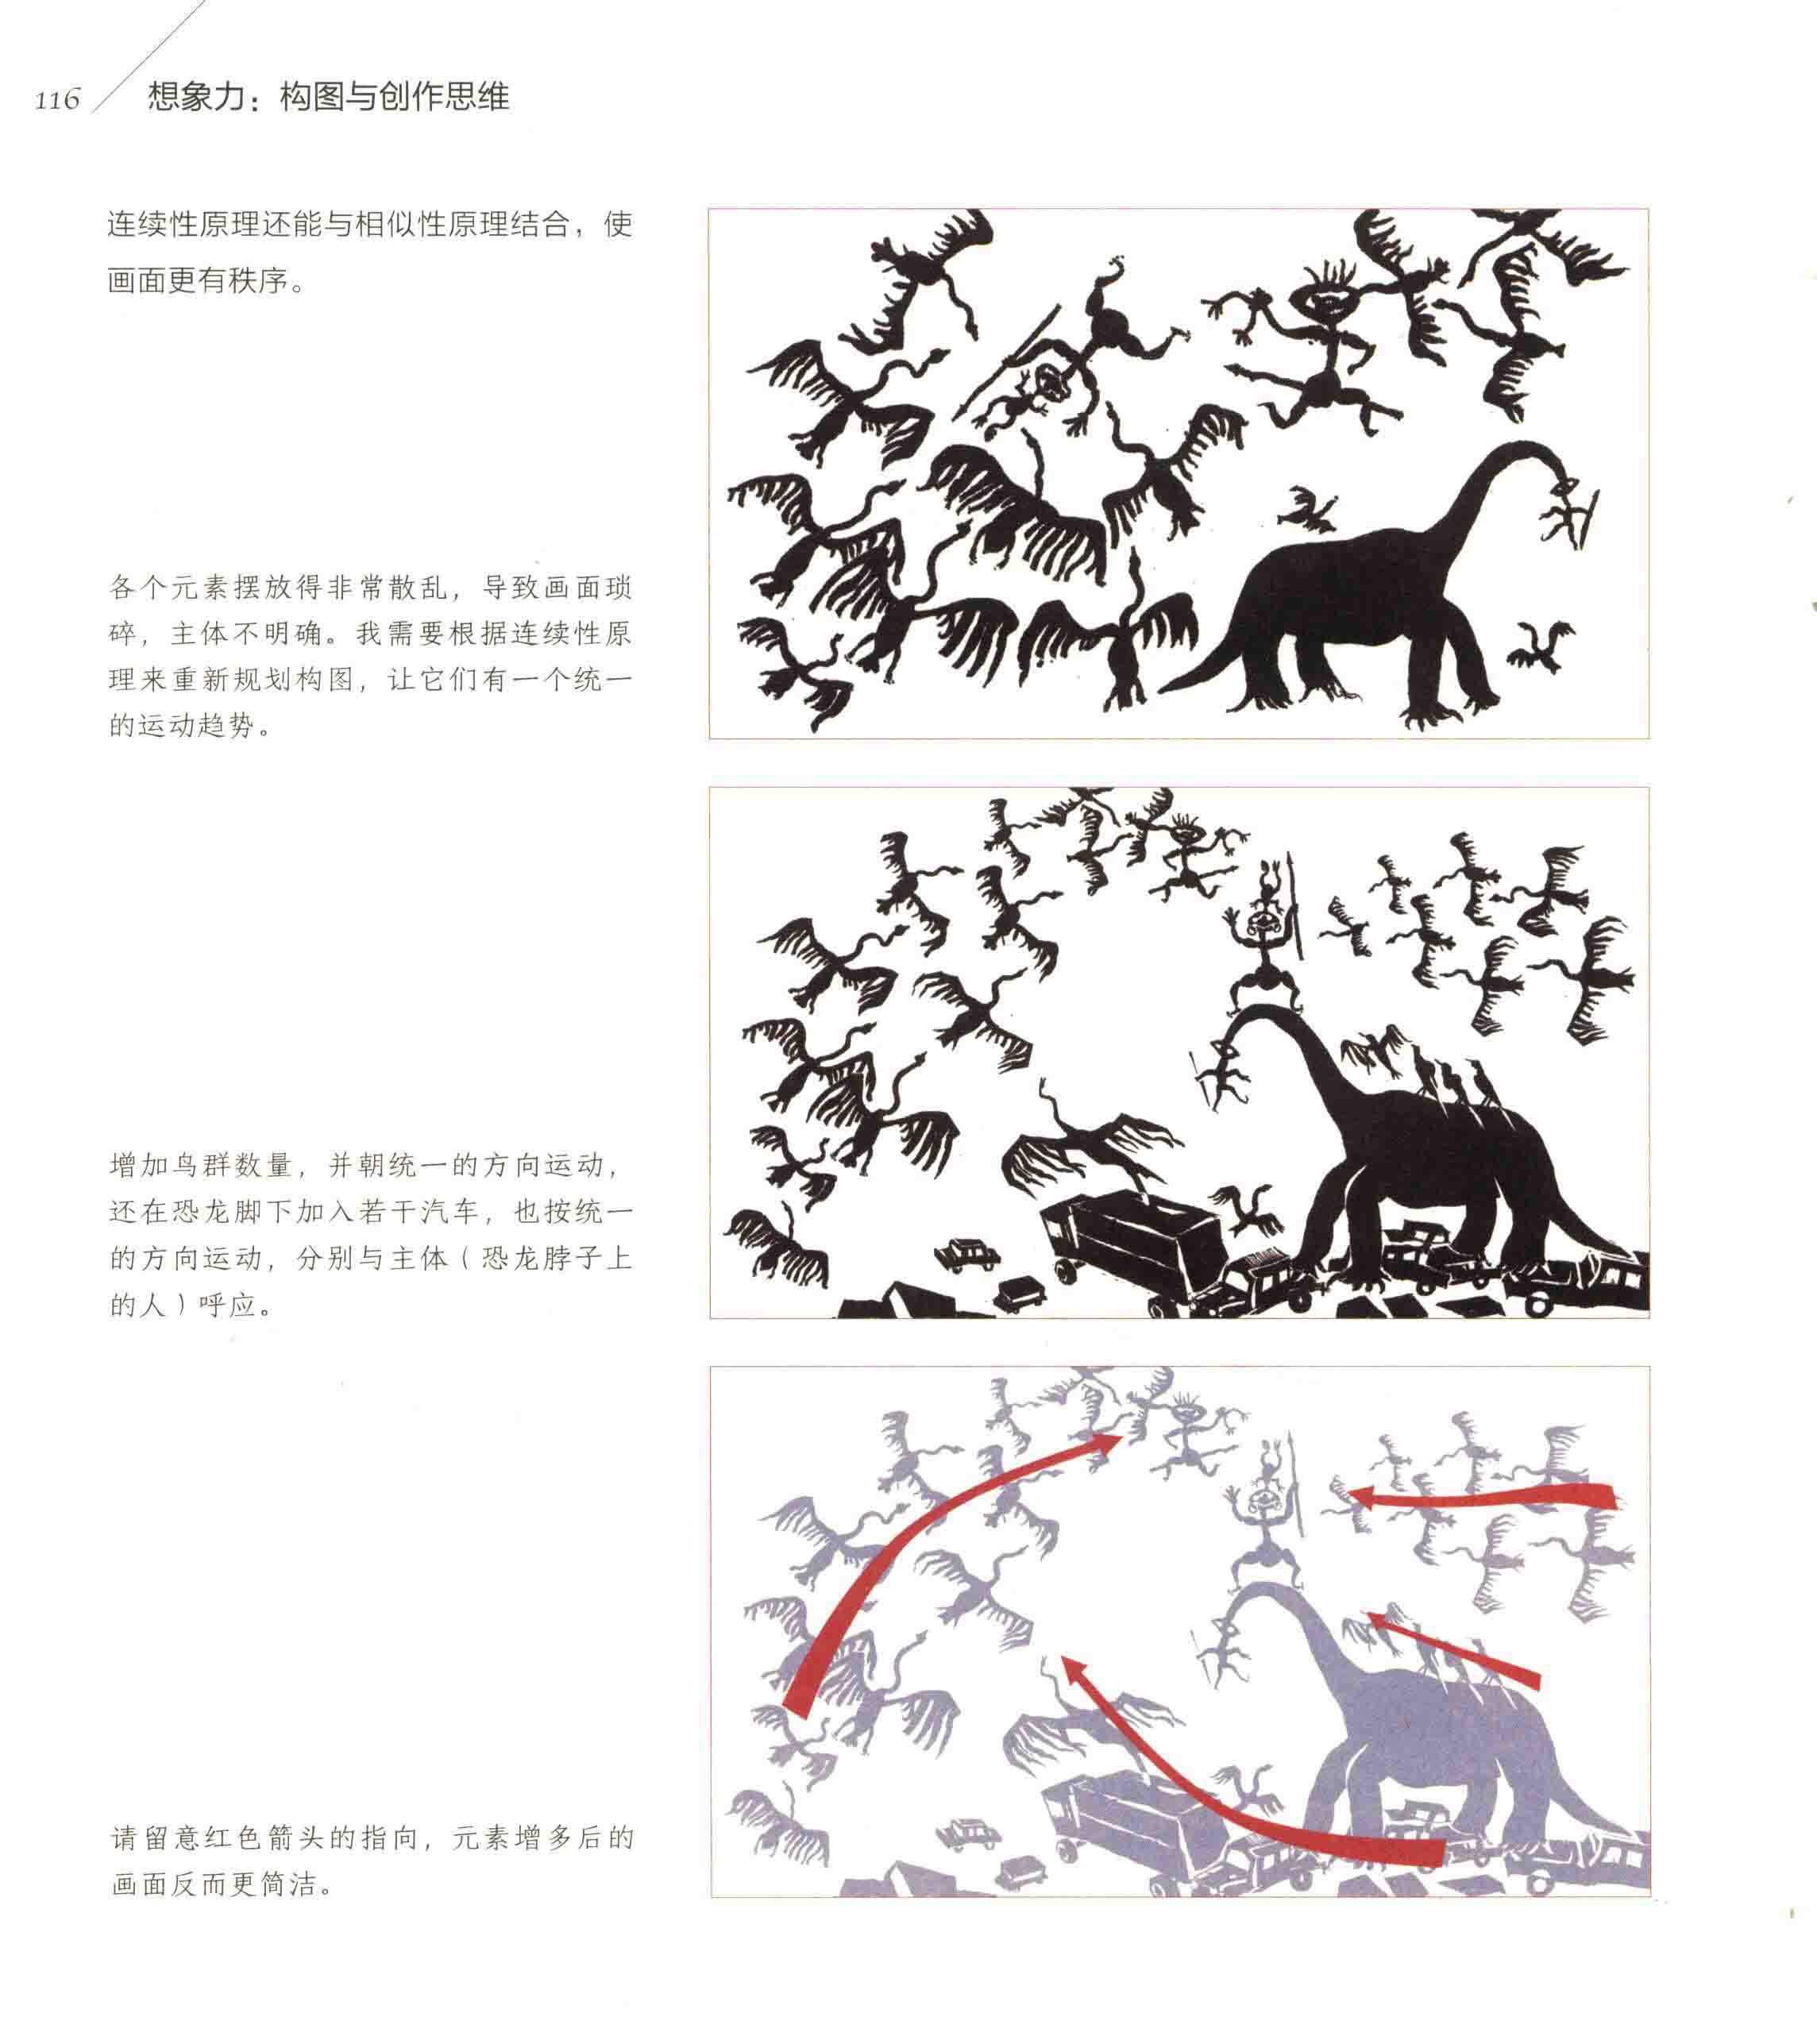 116
想象力：构图与创作思维
连续性原理还能与相似性原理结合，使
画面更有秩序。
各个元素摆放得非常散乱，导致画面琐
碎，主体不明确。我需要根据连续性原
理来重新规划构图，让它们有一个统一
的运动趋势。
增加鸟群数量，并朝统一的方向运动，
还在恐龙脚下加入若干汽车，也按统一
的方向运动，分别与主体（恐龙脖子上
的人）呼应。
请留意红色箭头的指向，元素增多后的
画面反而更简洁。